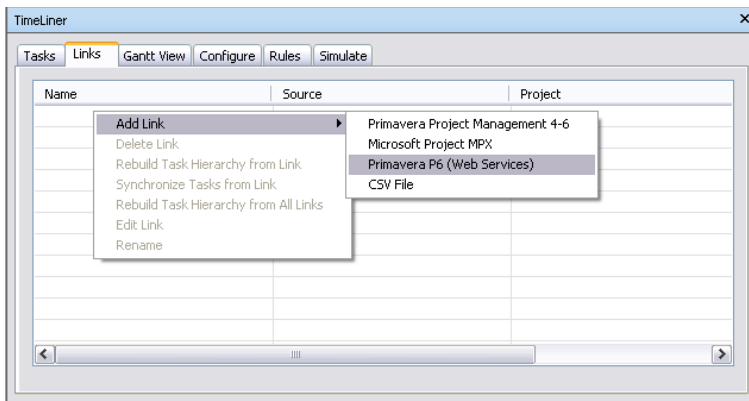 TimeLiner
Tasks Links Gantt View Configure Rules Simulate
Name Source Project
Add Link Primavera Project Management 4-6
Delete Link Microsoft Project MPX
Rebuild Task Hierarchy from Link Primavera P6 (Web Services)
Synchronize Tasks from Link CSV File
Rebuild Task Hierarchy from All Links
Edit Link
Rename